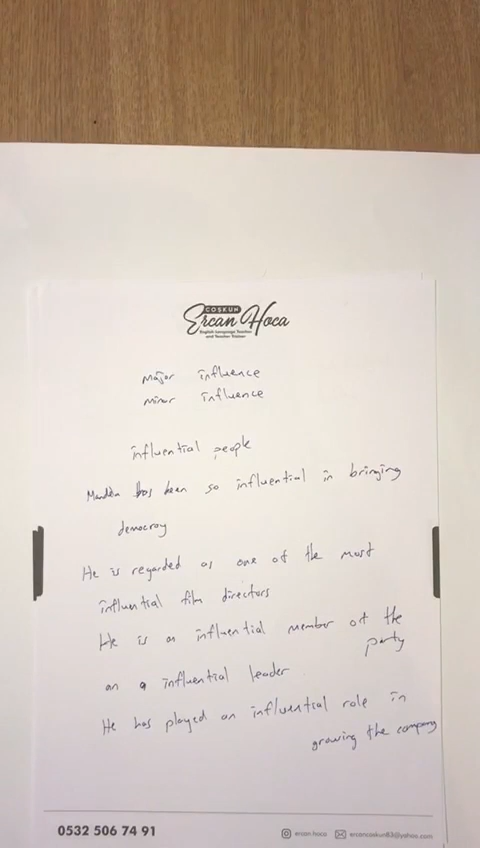 COSKUN
Ercan Hoca
English Language Teacher
and Teacher Trainer
Major influence
Minor influence
influential people
has been so influential in bringing
democray
He is regarded as one of the most
influential film directors
He is an influential member of the
party
an influential leader
He has played an influential role in
growing the company
0532 506 74 91
ercan.hoca
ercancoskun83@yahoo.com